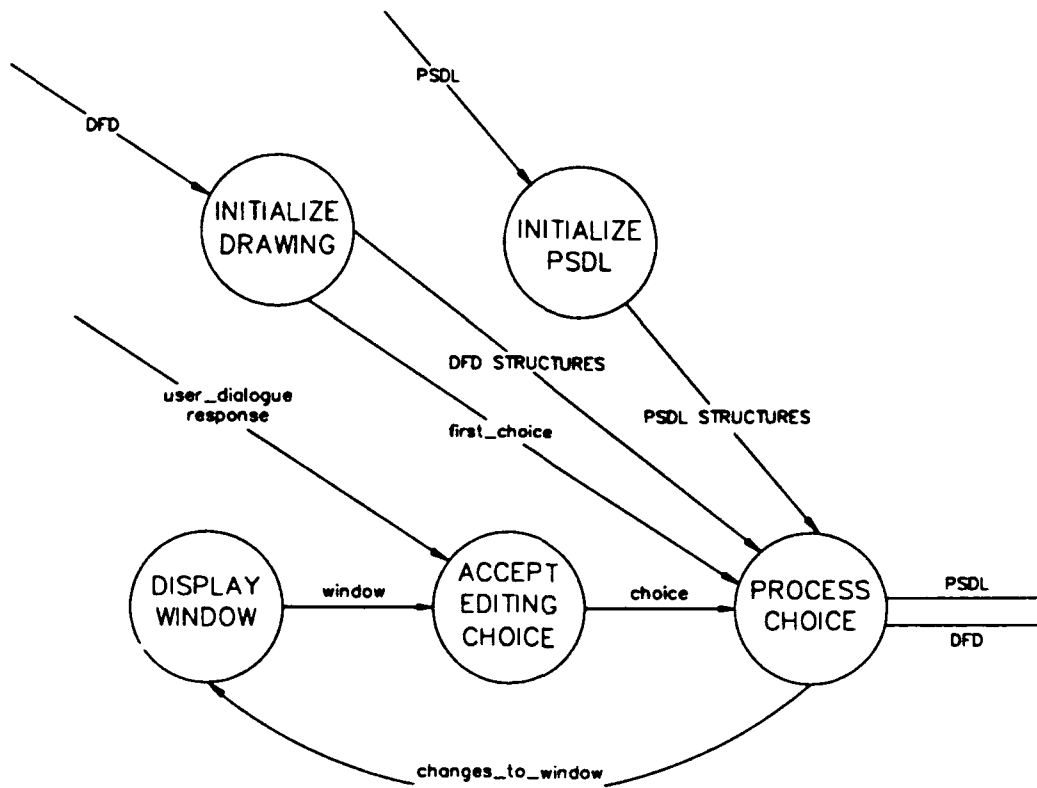 PSDL
DFD
INITIALIZE
DRAWING
INITIALIZE
PSDL
DFD STRUCTURES
user_dialogue
response
first_choice
PSDL STRUCTURES
DISPLAY
WINDOW
window
ACCEPT
EDITING
CHOICE
choice
PROCESS
CHOICE
PSDL
DFD
changes_to_window